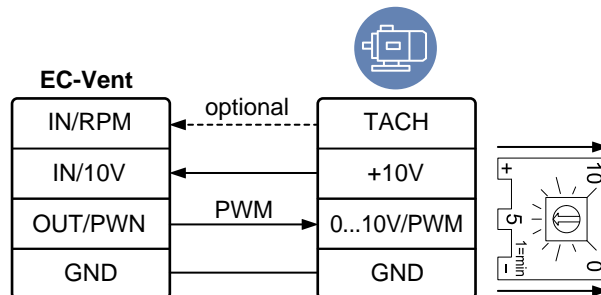 EC-Vent
IN/RPM
optional
TACH
IN/10V
+10V
OUT/PWN
PWM
0...10V/PWM
GND
GND
+
5
-
1=min
10
0